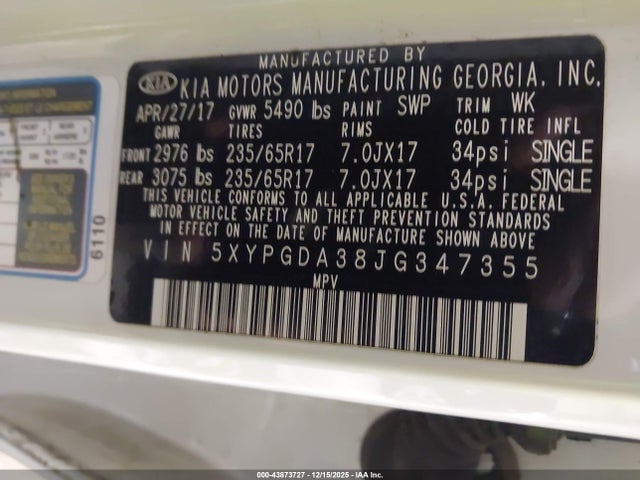 MANUFACTURED BY
KIA KIA MOTORS MANUFACTURING GEORGIA, INC.
APR/27/17 GVWR 5490 lbs PAINT SWP TRIM WK
GAWR TIRES RIMS COLD TIRE INFL
FRONT 2976 lbs 235/65R17 7.0JX17 34psi SINGLE
REAR 3075 lbs 235/65R17 7.0JX17 34psi SINGLE
THIS VEHICLE CONFORMS TO ALL APPLICABLE U.S.A. FEDERAL
MOTOR VEHICLE SAFETY AND THEFT PREVENTION STANDARDS
IN EFFECT ON THE DATE OF MANUFACTURE SHOWN ABOVE
VIN 5XYPGDA38JG347355
MPV
6110
000-43873727 - 12/15/2025 - IAA Inc.